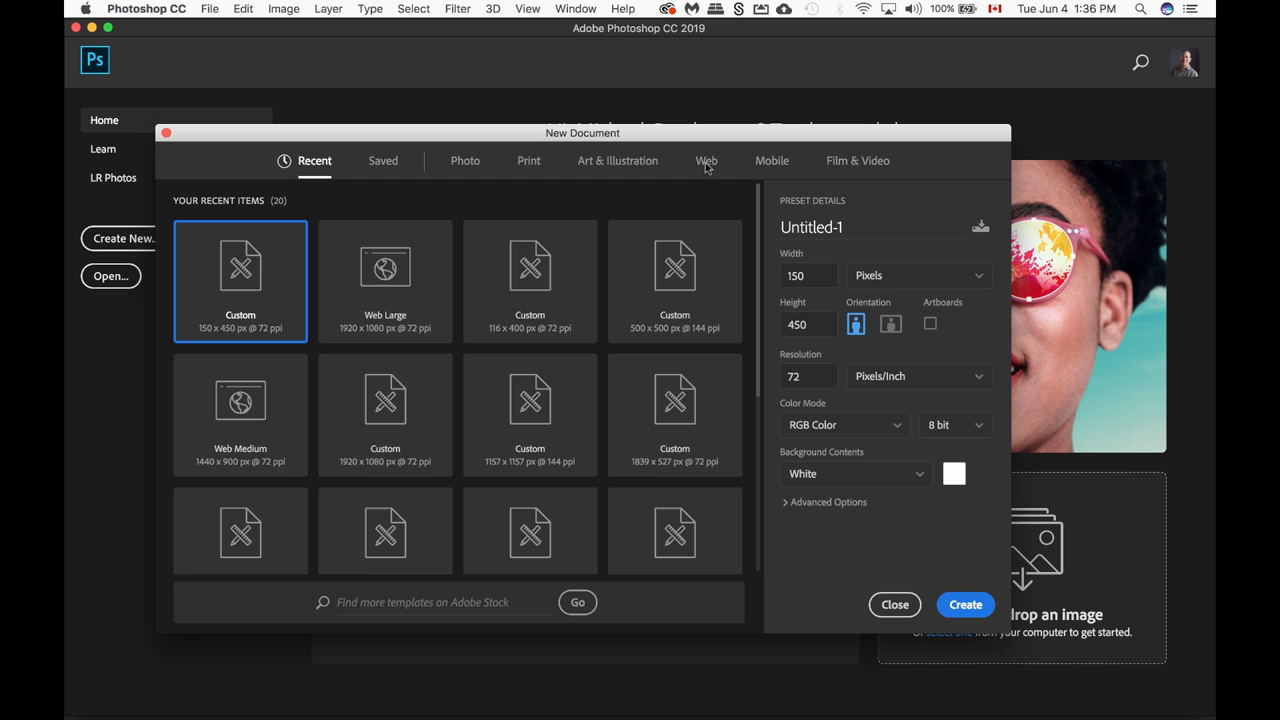 Photoshop CC File Edit Image Layer Type Select Filter 3D View Window Help 100% Tue Jun 4 1:36 PM
Adobe Photoshop CC 2019
Ps
Home
Learn
LR Photos
Create New...
Open...
New Document
Recent Saved Photo Print Art & Illustration Web Mobile Film & Video
YOUR RECENT ITEMS (20)
Custom
150 x 450 px @ 72 ppi
Web Large
1920 x 1080 px @ 72 ppi
Custom
116 x 400 px @ 72 ppi
Custom
500 x 500 px @ 144 ppi
Web Medium
1440 x 900 px @ 72 ppi
Custom
1920 x 1080 px @ 72 ppi
Custom
1157 x 1157 px @ 144 ppi
Custom
1839 x 527 px @ 72 ppi
Find more templates on Adobe Stock
Go
PRESET DETAILS
Untitled-1
Width
150 Pixels
Height Orientation Artboards
450
Resolution
72 Pixels/Inch
Color Mode
RGB Color 8 bit
Background Contents
White
> Advanced Options
Close Create
drop an image
Or select one from your computer to get started.